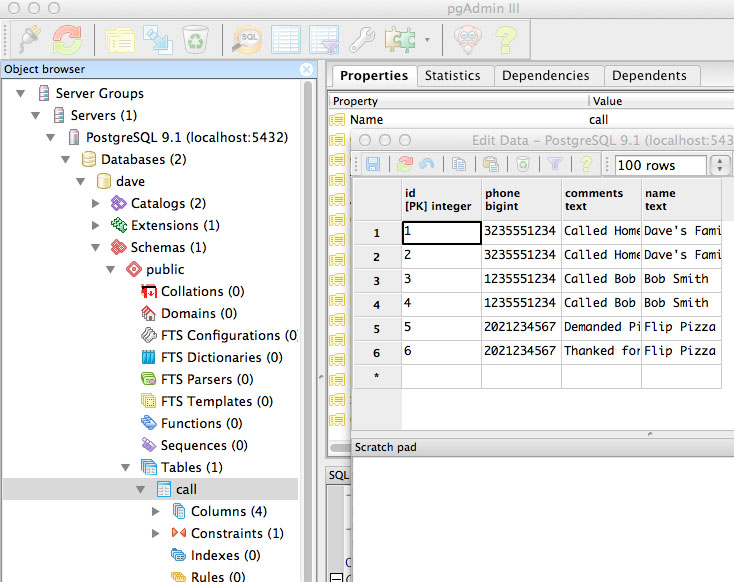 pgAdmin III
SQL
Object browser
Server Groups
Servers (1)
PostgreSQL 9.1 (localhost:5432)
Databases (2)
dave
Catalogs (2)
Extensions (1)
Schemas (1)
public
Collations (0)
Domains (0)
FTS Configurations (0)
FTS Dictionaries (0)
FTS Parsers (0)
FTS Templates (0)
Functions (0)
Sequences (0)
Tables (1)
call
Columns (4)
Constraints (1)
Indexes (0)
Rules (0)
Properties Statistics Dependencies Dependents
Property Value
Name call
Edit Data – PostgreSQL 9.1 (localhost:543
100 rows
id phone comments name
[PK] integer bigint text text
1 1 3235551234 Called Home Dave's Fami
2 2 3235551234 Called Home Dave's Fami
3 3 1235551234 Called Bob Bob Smith
4 4 1235551234 Called Bob Bob Smith
5 5 2021234567 Demanded Pi Flip Pizza
6 6 2021234567 Thanked for Flip Pizza
*
Scratch pad
SQL